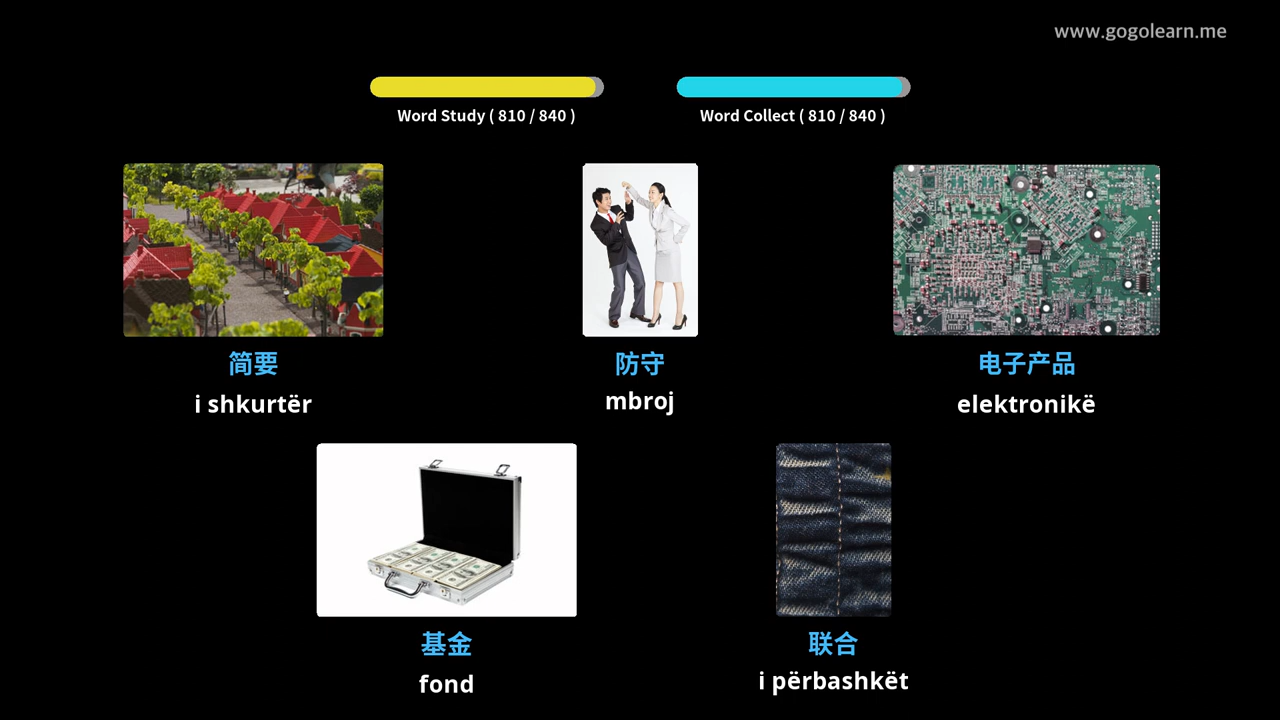 www.gogolearn.me
Word Study ( 810 / 840 )
Word Collect ( 810 / 840 )
简要
防守
电子产品
i shkurtër
mbroj
elektronikë
基金
联合
fond
i përbashkët